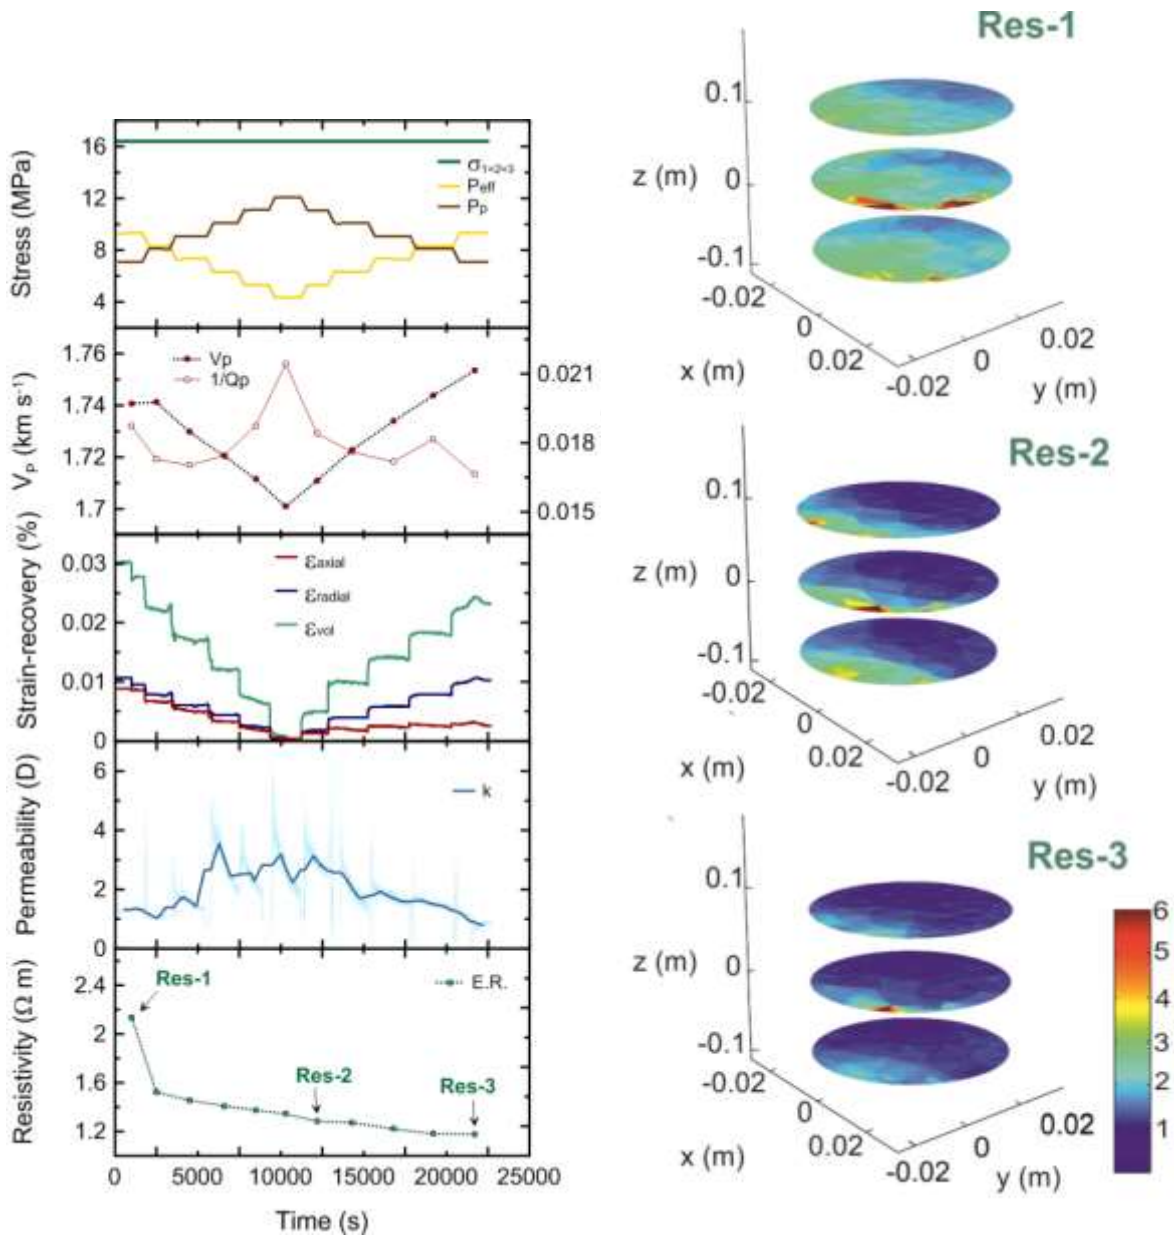 Stress (MPa)
16
12
8
4
σ1=2=3
Peff
Pp
Vp (km s⁻¹)
1.76
1.74
1.72
1.7
Vp
1/Qp
0.021
0.018
0.015
Strain-recovery (%)
0.03
0.02
0.01
0
εaxial
εradial
εvol
Permeability (D)
6
4
2
0
k
Resistivity (Ω m)
2.4
2
1.6
1.2
Res-1
E.R.
Res-2
Res-3
0 5000 10000 15000 20000 25000
Time (s)
Res-1
0.1
z (m) 0
-0.1
-0.02
0
0.02
x (m)
-0.02
0
0.02
y (m)
Res-2
0.1
z (m) 0
-0.1
-0.02
0
0.02
x (m)
-0.02
0
0.02
y (m)
Res-3
0.1
z (m) 0
-0.1
-0.02
0
0.02
x (m)
-0.02
0
0.02
y (m)
6
5
4
3
2
1